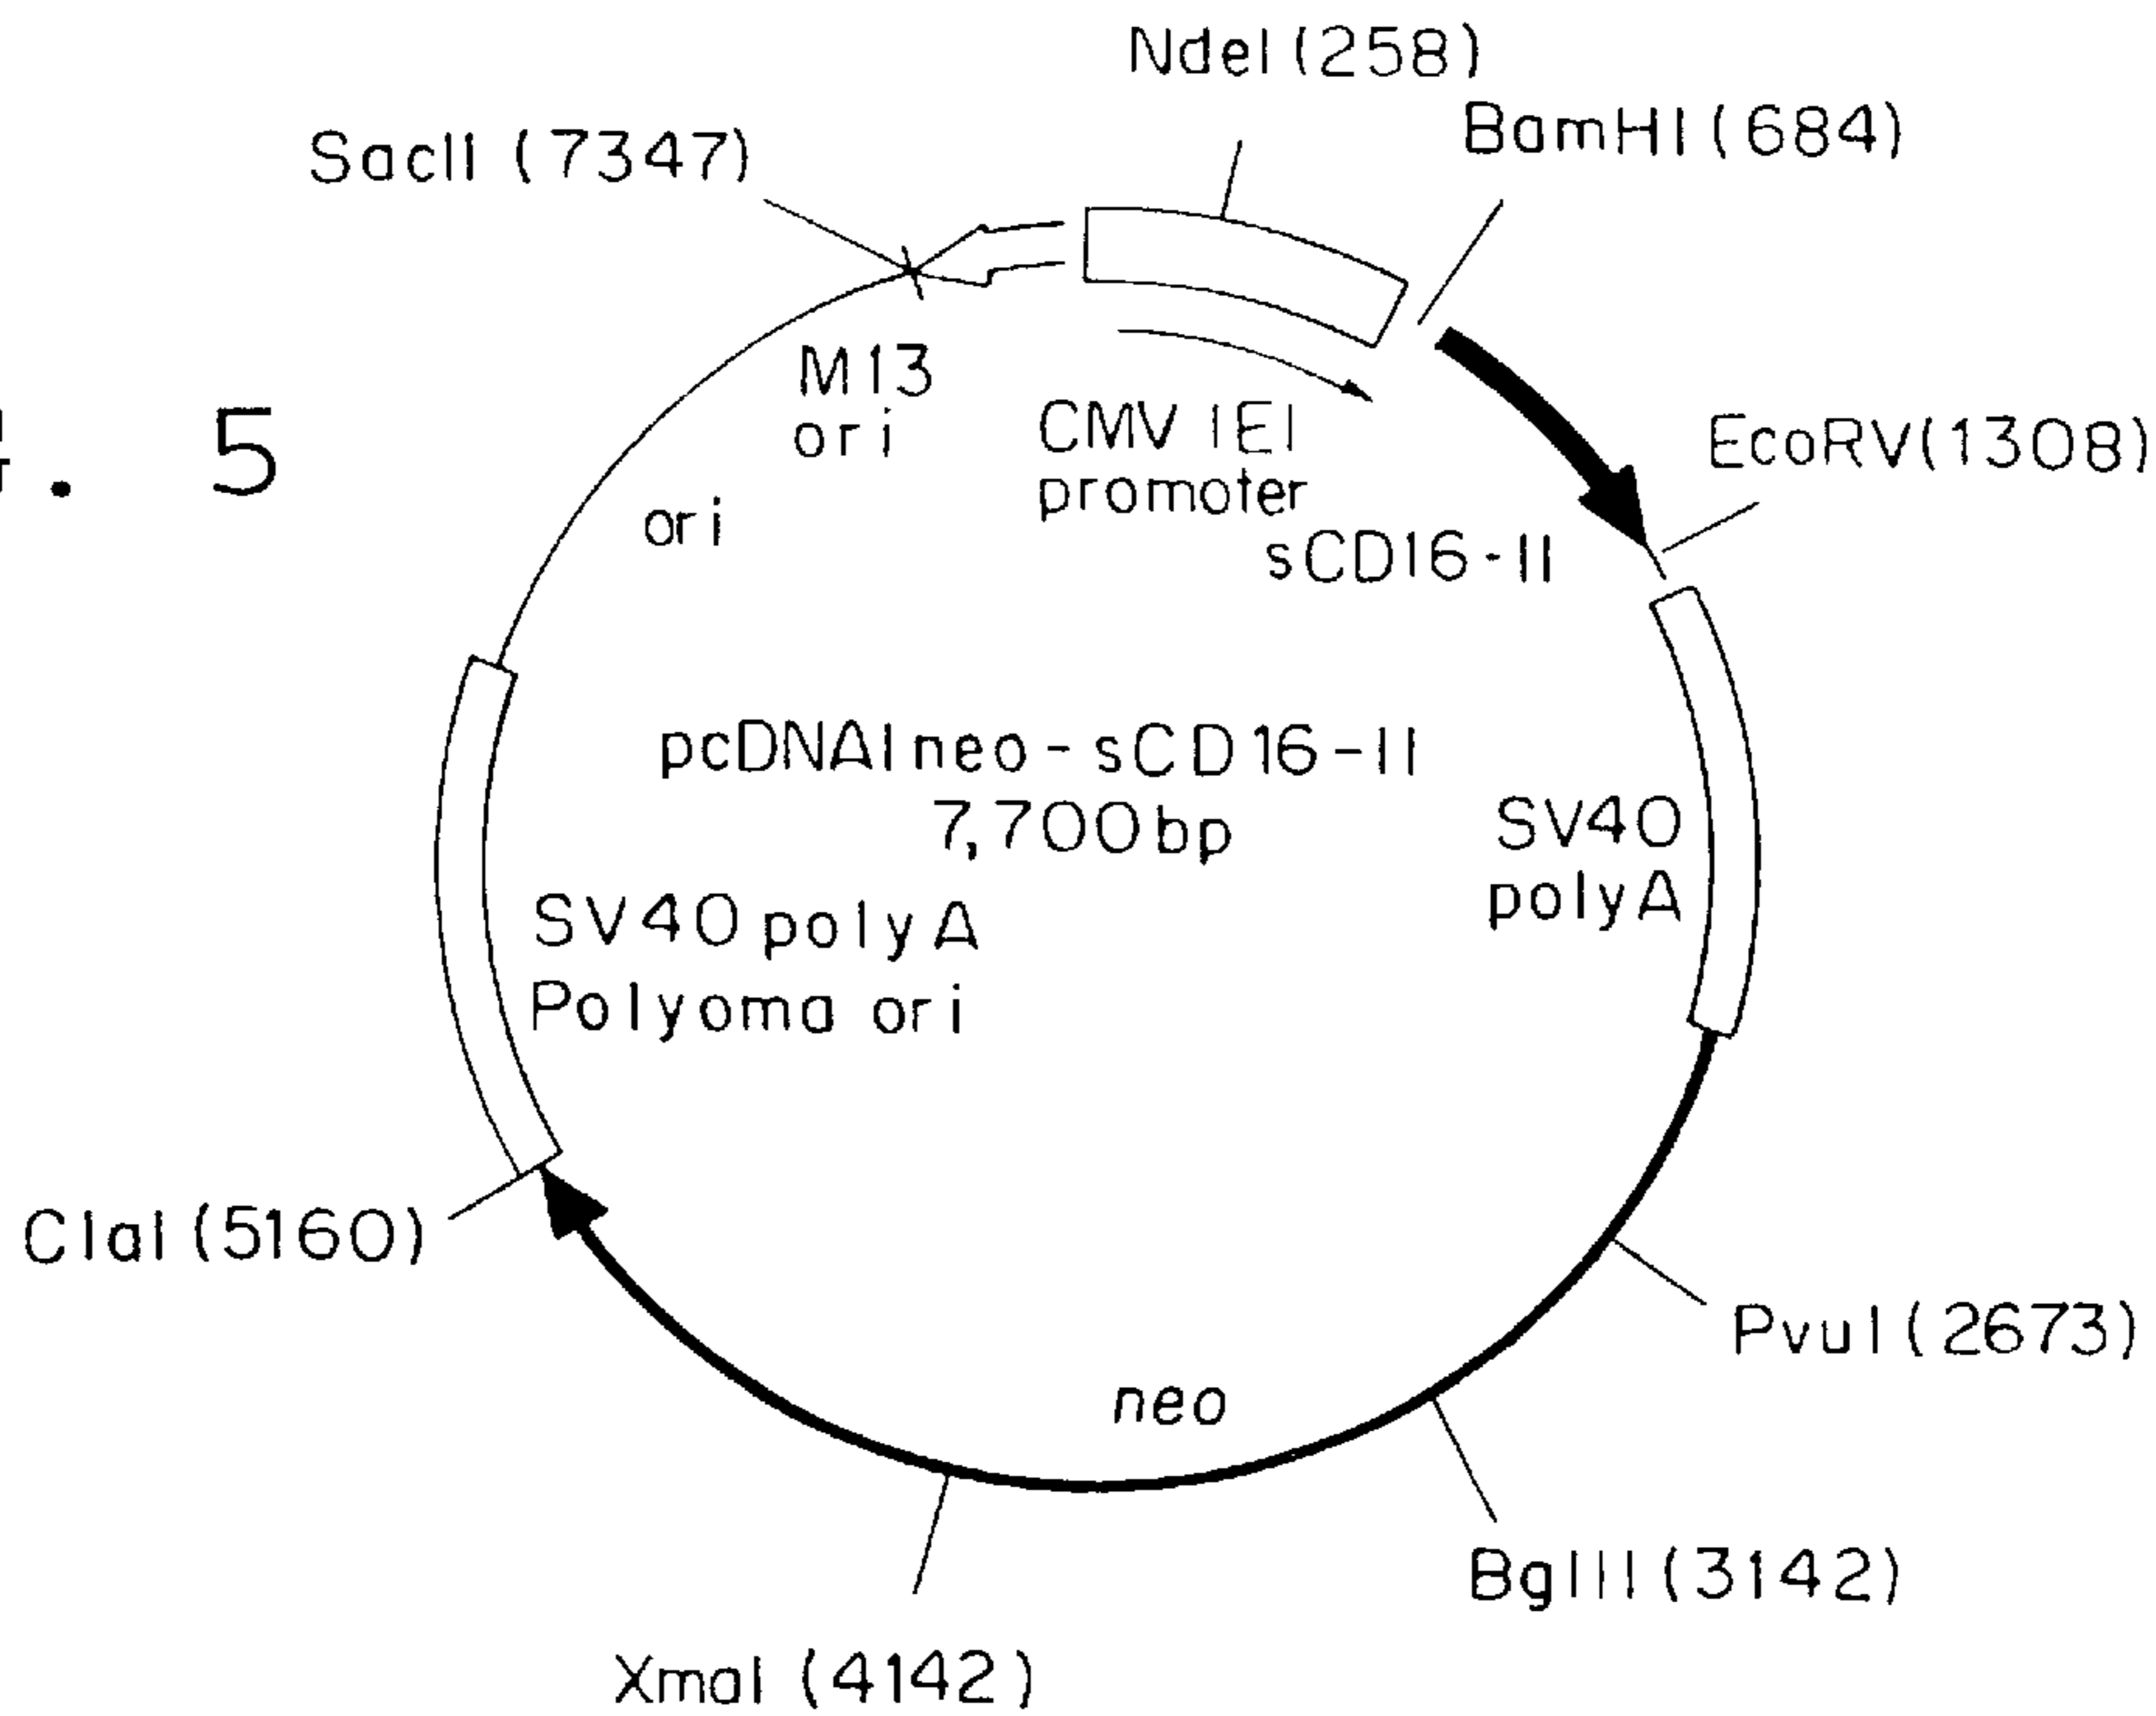 NdeI (258)
BamHI (684)
SacII (7347)
. 5
M13
ori
CMV IE1
promoter
EcoRV(1308)
ori
sCD16-II
pcDNAIneo-sCD16-II
7,700bp
SV40
polyA
SV40 polyA
Polyoma ori
ClaI (5160)
PvuI (2673)
neo
BglII (3142)
XmaI (4142)